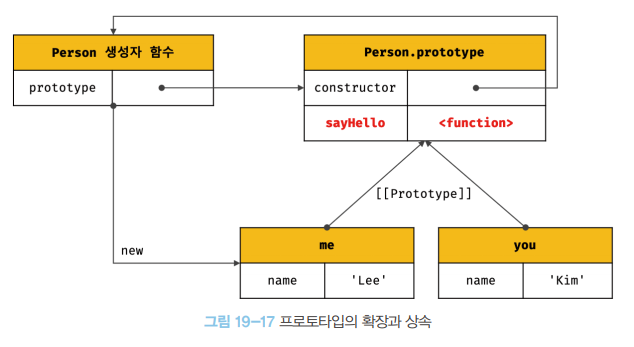 Person 생성자 함수
prototype
Person.prototype
constructor
sayHello <function>
[[Prototype]]
new
me
name 'Lee'
you
name 'Kim'
그림 19-17 프로토타입의 확장과 상속